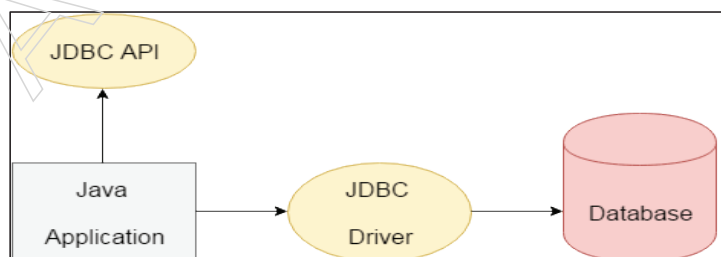 JDBC API
Java
Application
JDBC
Driver
Database